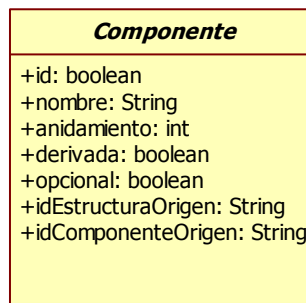 Componente
+id: boolean
+nombre: String
+anidamiento: int
+derivada: boolean
+opcional: boolean
+idEstructuraOrigen: String
+idComponenteOrigen: String